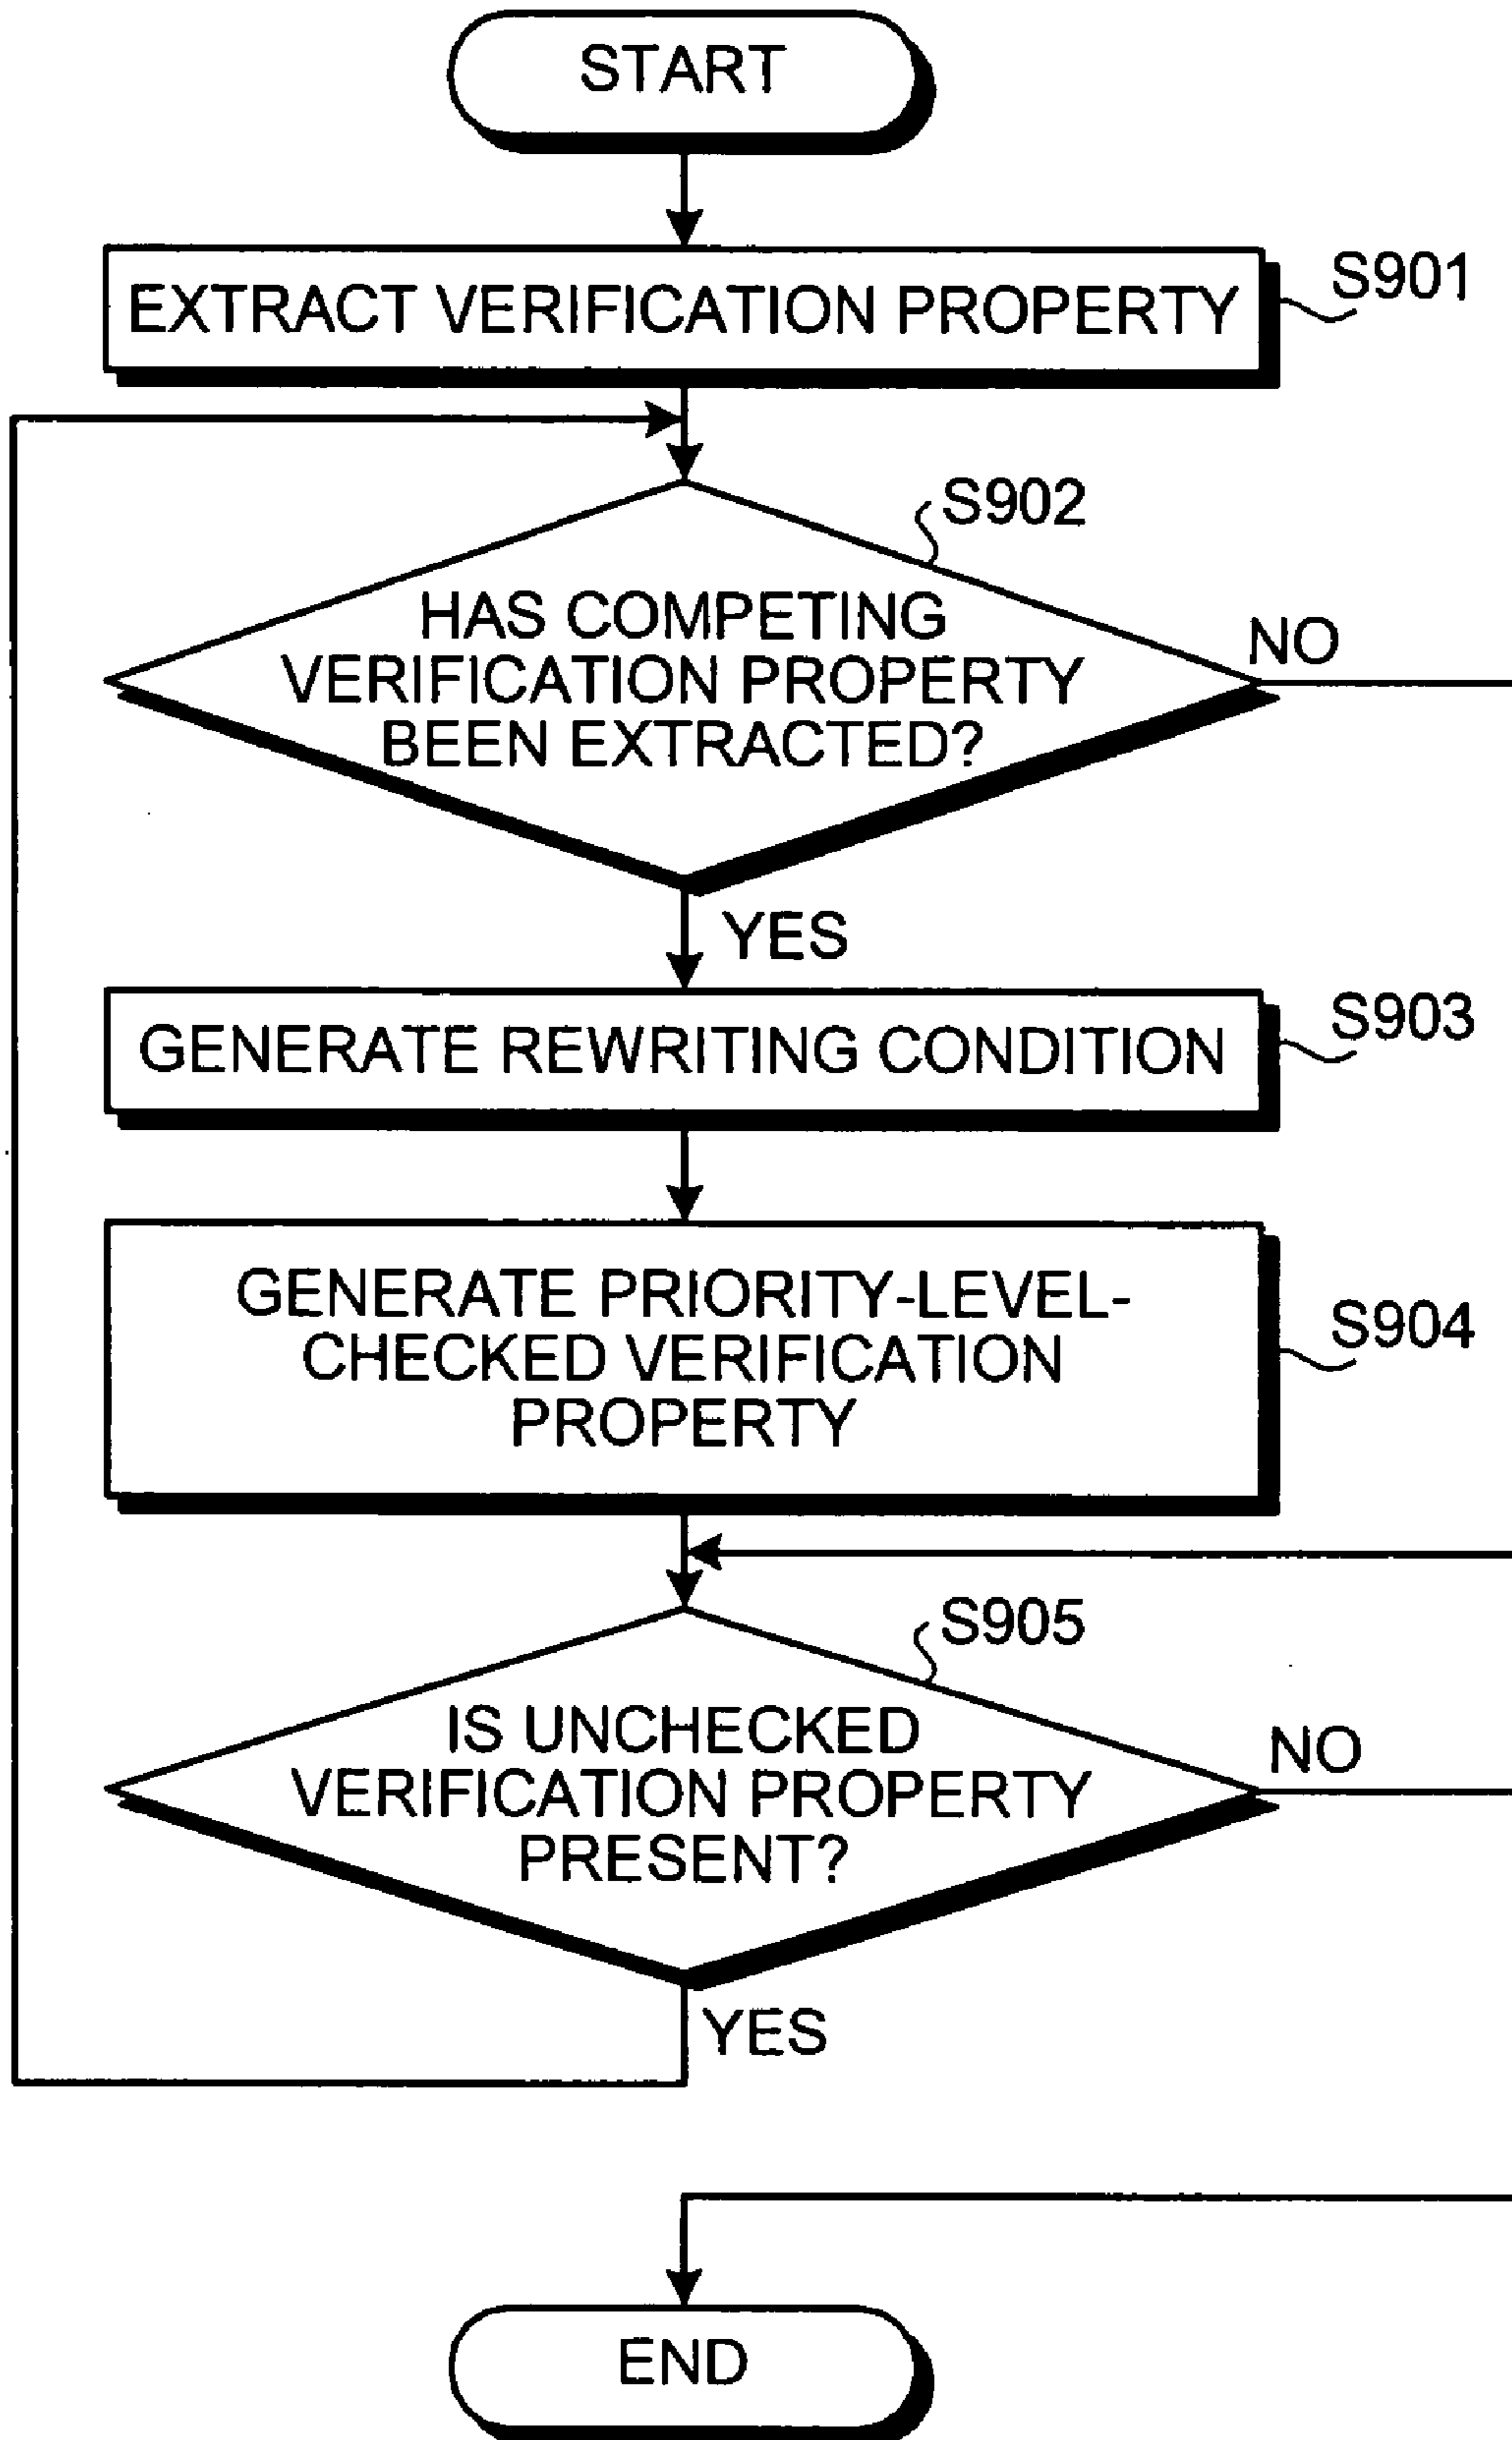 START
EXTRACT VERIFICATION PROPERTY
S901
S902
HAS COMPETING
VERIFICATION PROPERTY
BEEN EXTRACTED?
NO
YES
GENERATE REWRITING CONDITION
S903
GENERATE PRIORITY-LEVEL-
CHECKED VERIFICATION
PROPERTY
S904
S905
IS UNCHECKED
VERIFICATION PROPERTY
PRESENT?
NO
YES
END